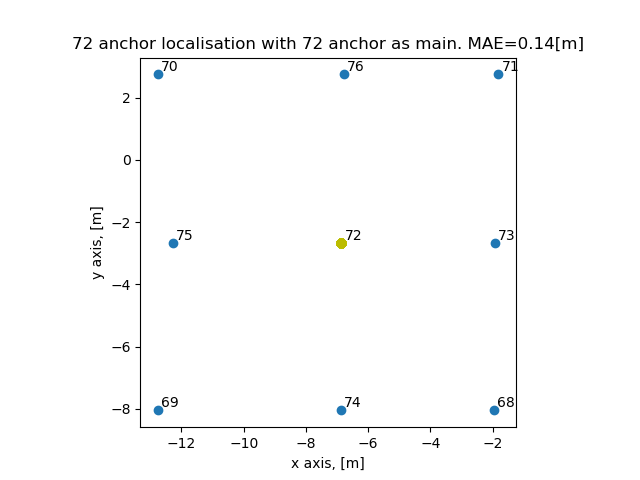 72 anchor localisation with 72 anchor as main. MAE=0.14[m]
70 76 71
2
0
75 72 73
−2
−4
−6
69 74 68
−8
y axis, [m]
−12 −10 −8 −6 −4 −2
x axis, [m]